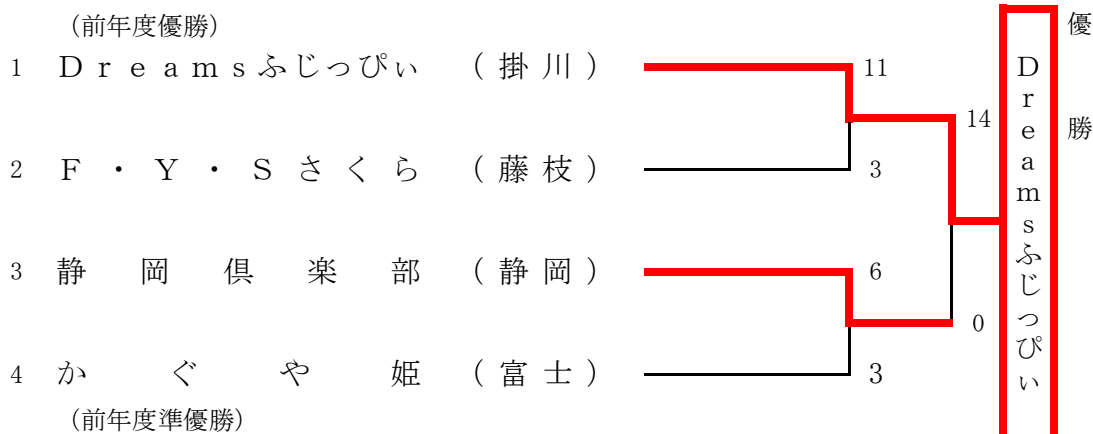 (前年度優勝)
1 Ｄｒｅａｍｓふじっぴぃ (掛川) 11
14
2 Ｆ・Ｙ・Ｓさくら (藤枝) 3
3 静岡倶楽部 (静岡) 6
0
4 かぐや姫 (富士) 3
(前年度準優勝)
Ｄｒｅａｍｓふじっぴぃ
優勝